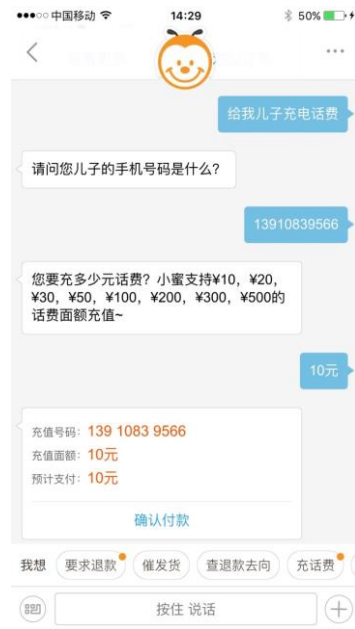 中国移动 14:29 50%
给我儿子充电话费
请问您儿子的手机号码是什么?
13910839566
您要充多少元话费? 小蜜支持¥10, ¥20,
¥30, ¥50, ¥100, ¥200, ¥300, ¥500的
话费面额充值~
10元
充值号码: 139 1083 9566
充值面额: 10元
预计支付: 10元
确认付款
我想 要求退款 催发货 查退款去向 充话费
按住 说话